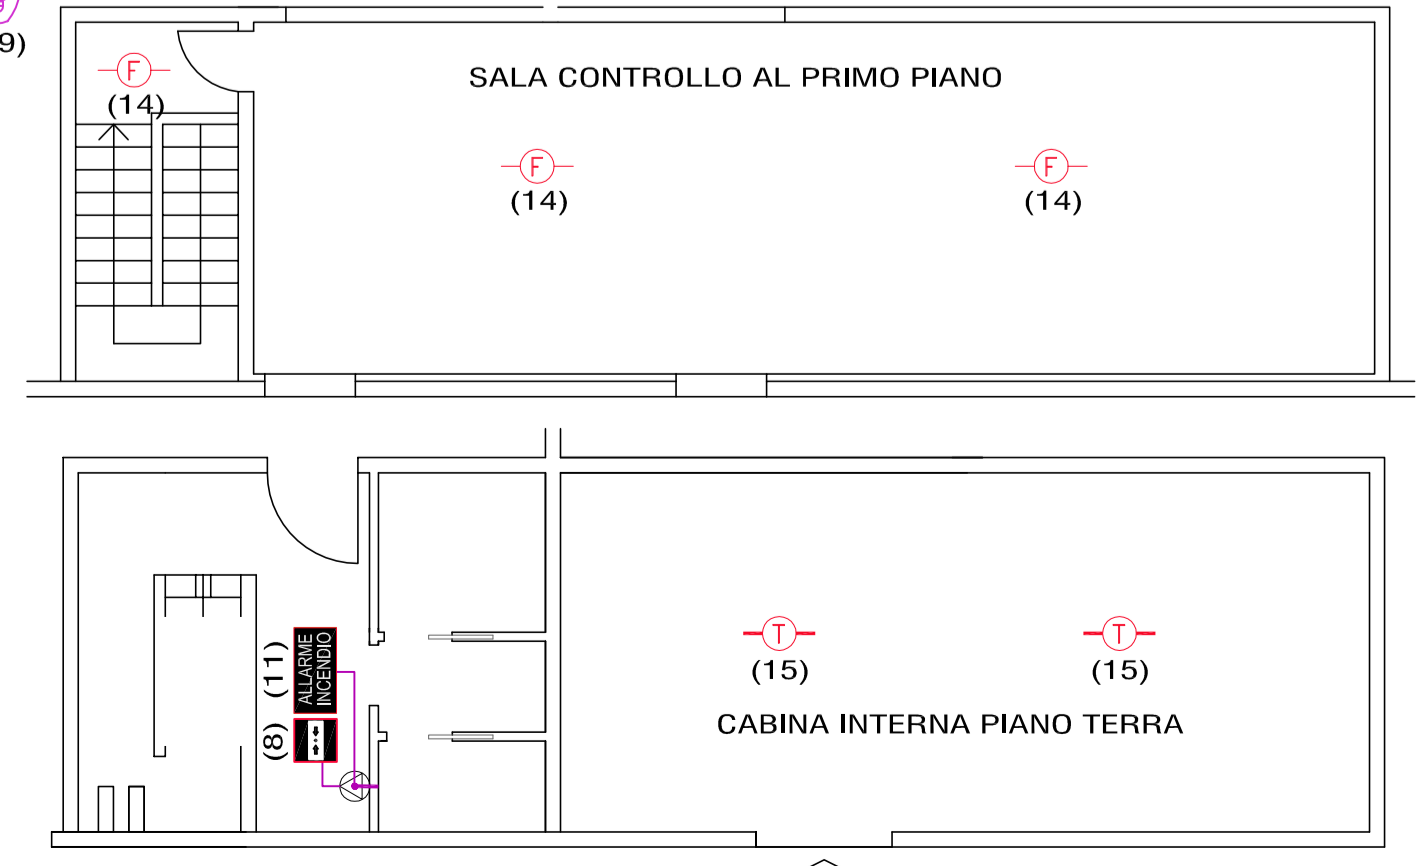 9)
F
(14)
SALA CONTROLLO AL PRIMO PIANO
F
(14)
F
(14)
(11)
ALLARME
INCENDIO
(8)
T
(15)
T
(15)
CABINA INTERNA PIANO TERRA